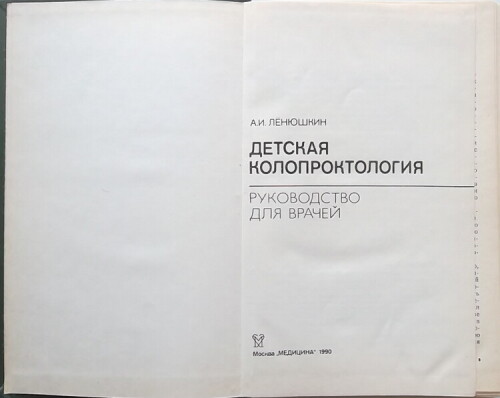 А.И. ЛЕНЮШКИН
ДЕТСКАЯ
КОЛОПРОКТОЛОГИЯ
РУКОВОДСТВО
ДЛЯ ВРАЧЕЙ
Москва „МЕДИЦИНА" 1990